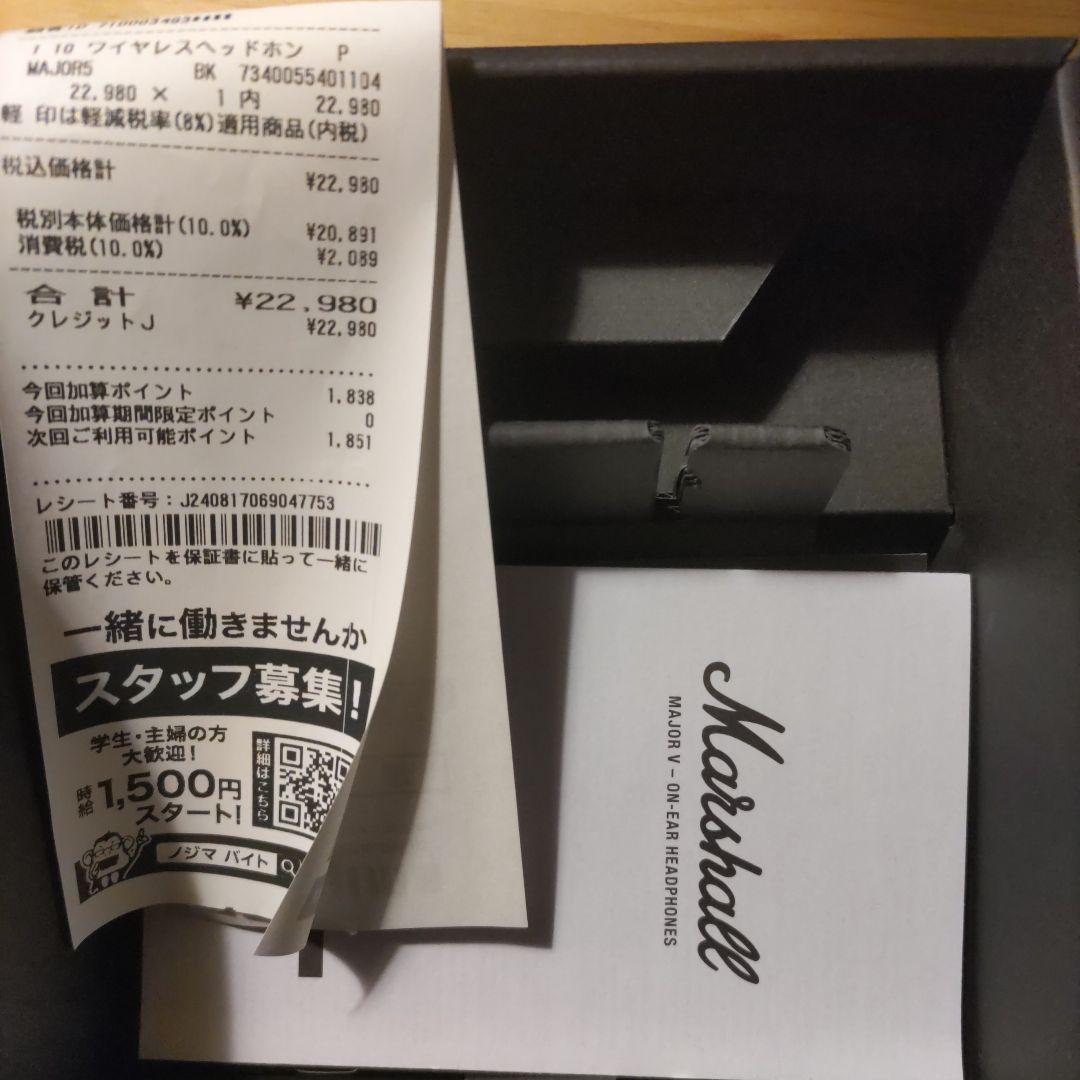 1 10 ワイヤレスヘッドホン P
MAJOR5 BK 7340055401104
22,980 × 1 内 22,980
軽 印は軽減税率(8%)適用商品(内税)
税込価格計 ¥22,980
税別本体価格計(10.0%) ¥20,891
消費税(10.0%) ¥2,089
合 計 ¥22,980
クレジットJ ¥22,980
今回加算ポイント 1,838
今回加算期間限定ポイント 0
次回ご利用可能ポイント 1,851
レシート番号：J240817069047753
このレシートを保証書に貼って一緒に
保管ください。
一緒に働きませんか
スタッフ募集!
学生・主婦の方
大歓迎!
時給 1,500円
スタート!
詳細はこちら
ノジマ バイト
Marshall
MAJOR V – ON-EAR HEADPHONES